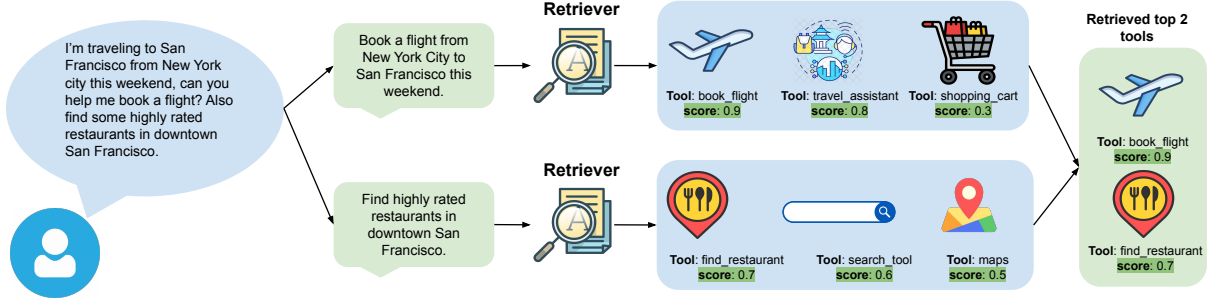 I'm traveling to San
Francisco from New York
city this weekend, can you
help me book a flight? Also
find some highly rated
restaurants in downtown
San Francisco.
Book a flight from
New York City to
San Francisco this
weekend.
Retriever
A
Tool: book_flight
score: 0.9
Tool: travel_assistant
score: 0.8
Tool: shopping_cart
score: 0.3
Find highly rated
restaurants in
downtown San
Francisco.
Retriever
A
Tool: find_restaurant
score: 0.7
Tool: search_tool
score: 0.6
Tool: maps
score: 0.5
Retrieved top 2
tools
Tool: book_flight
score: 0.9
Tool: find_restaurant
score: 0.7